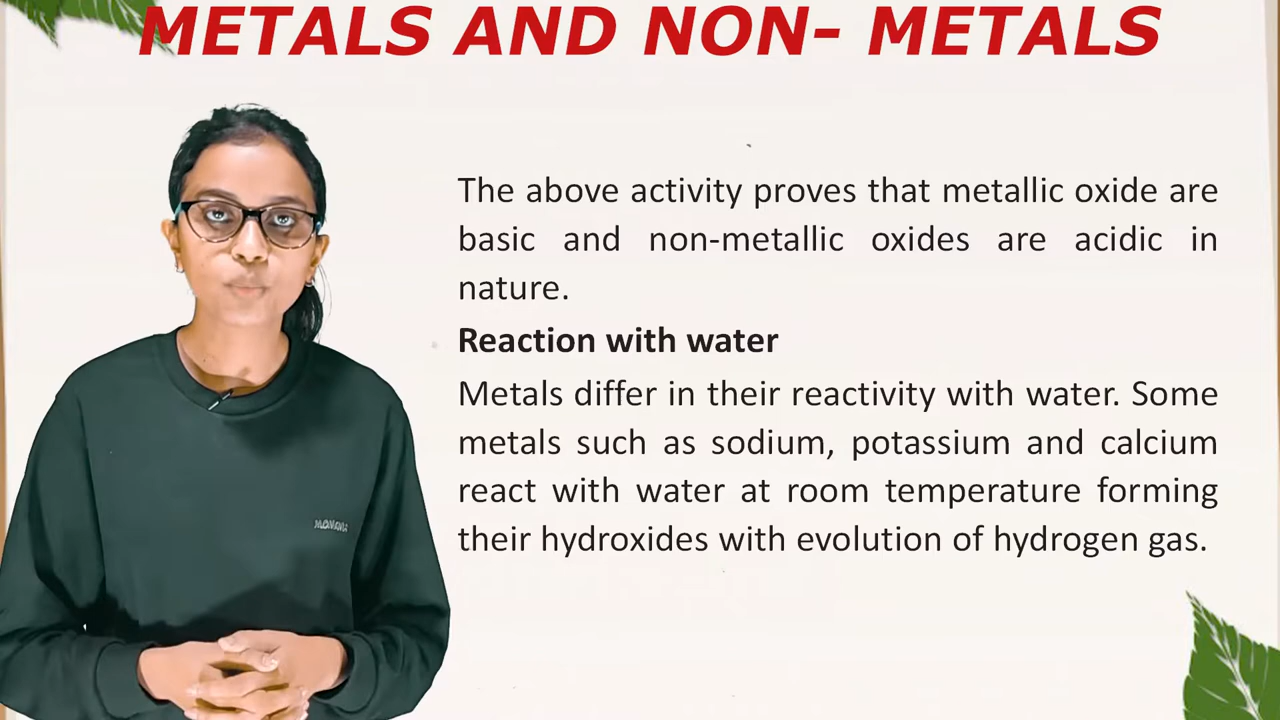 METALS AND NON- METALS
The above activity proves that metallic oxide are
basic and non-metallic oxides are acidic in
nature.
Reaction with water
Metals differ in their reactivity with water. Some
metals such as sodium, potassium and calcium
react with water at room temperature forming
their hydroxides with evolution of hydrogen gas.